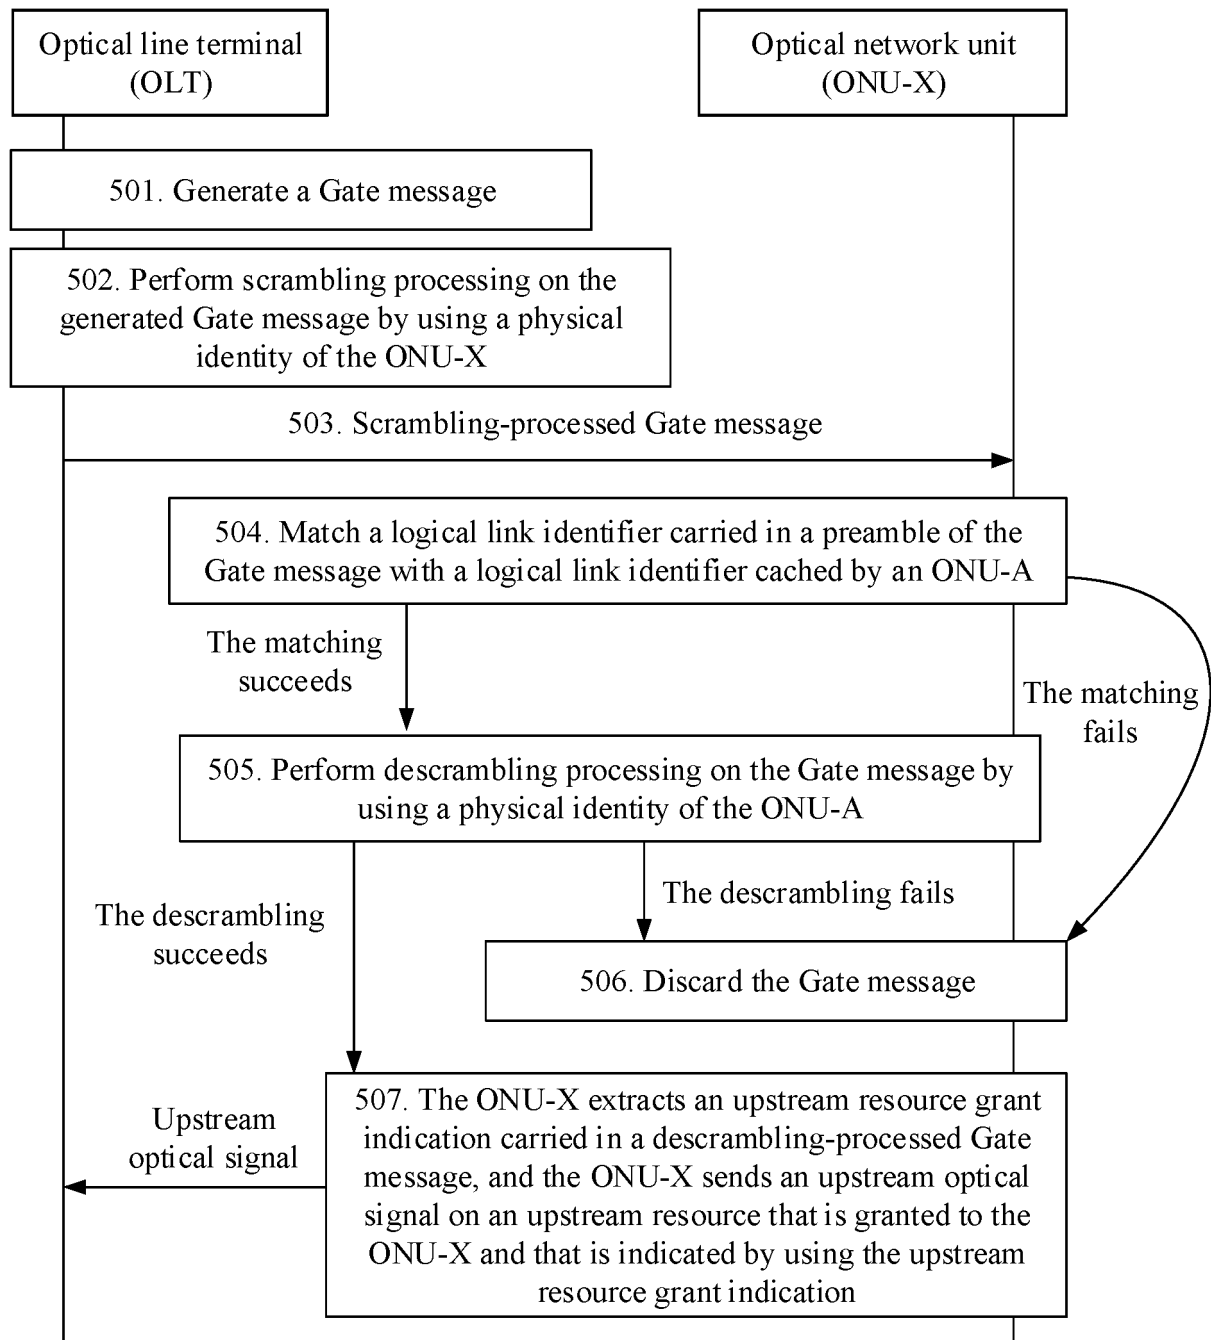 Optical line terminal
(OLT)
Optical network unit
(ONU-X)
501. Generate a Gate message
502. Perform scrambling processing on the
generated Gate message by using a physical
identity of the ONU-X
503. Scrambling-processed Gate message
504. Match a logical link identifier carried in a preamble of the
Gate message with a logical link identifier cached by an ONU-A
The matching
succeeds
The matching
fails
505. Perform descrambling processing on the Gate message by
using a physical identity of the ONU-A
The descrambling
succeeds
The descrambling fails
506. Discard the Gate message
Upstream
optical signal
507. The ONU-X extracts an upstream resource grant
indication carried in a descrambling-processed Gate
message, and the ONU-X sends an upstream optical
signal on an upstream resource that is granted to the
ONU-X and that is indicated by using the upstream
resource grant indication